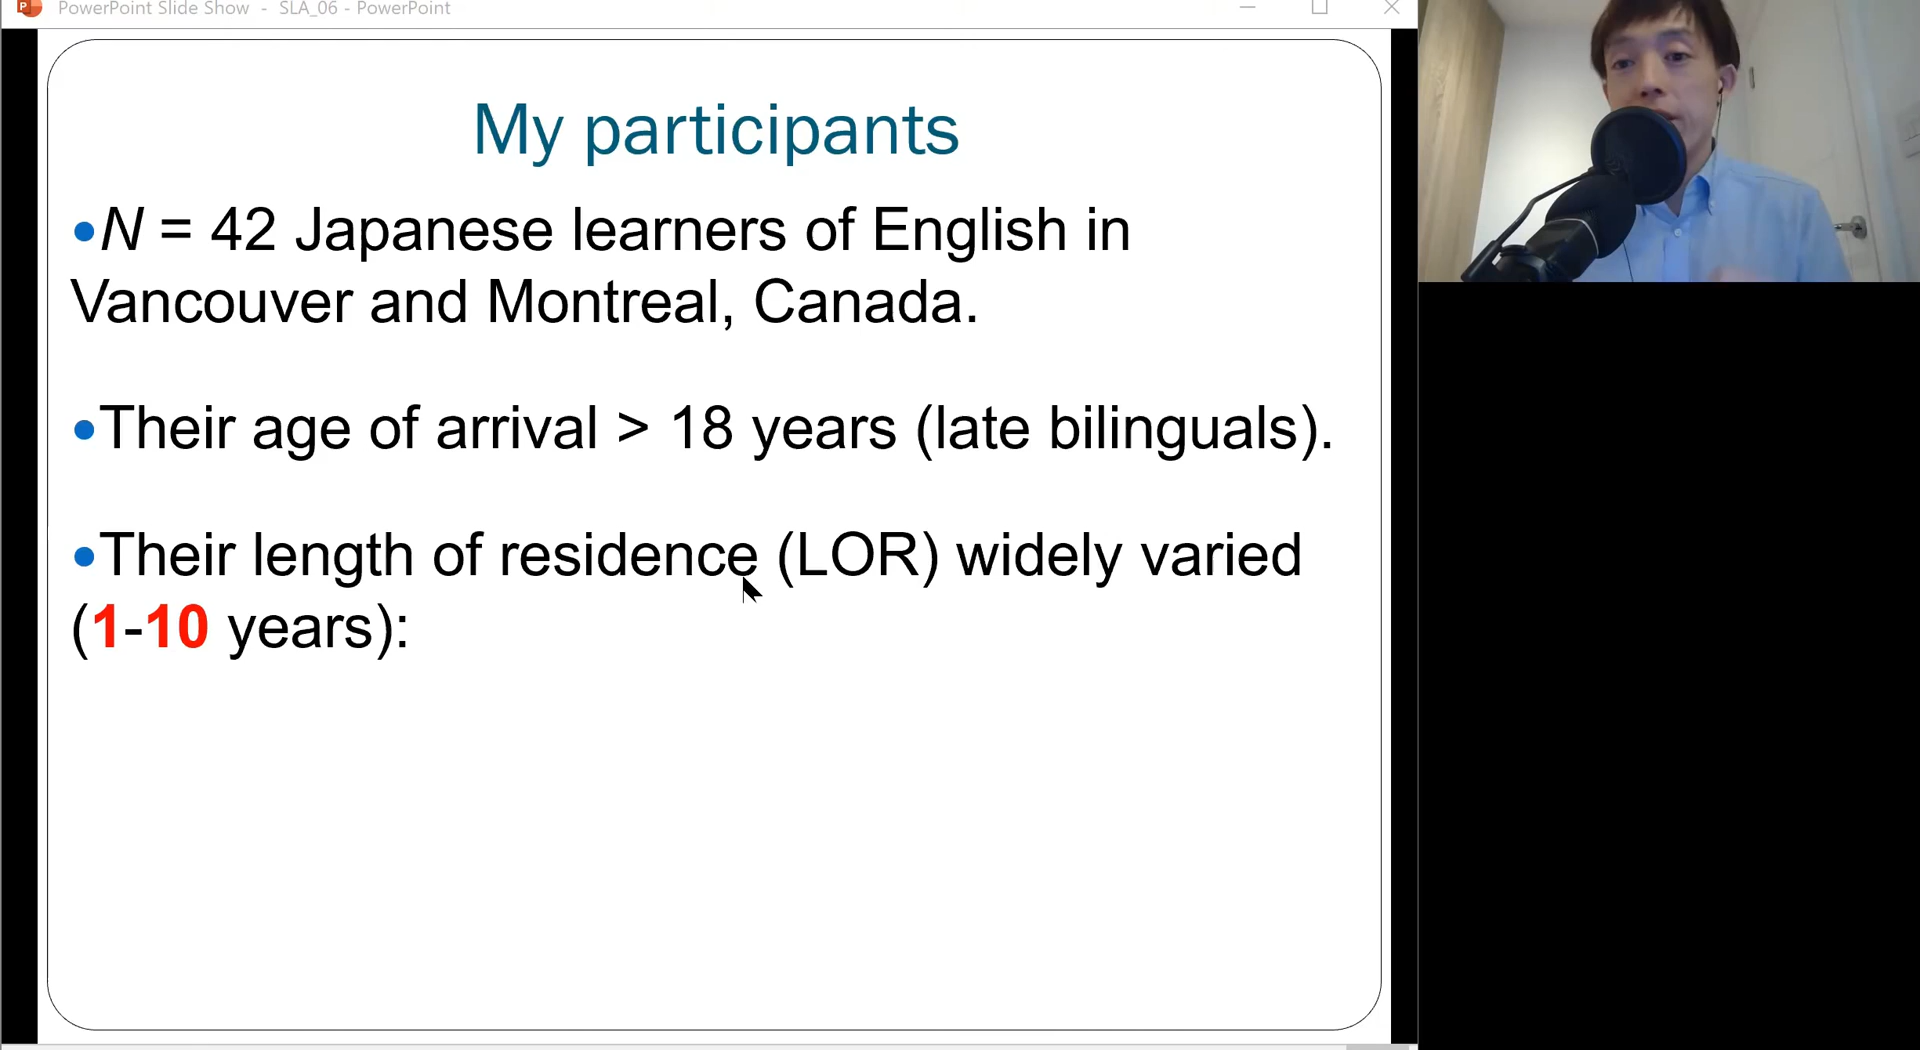 PowerPoint Slide Show - SLA_06 - PowerPoint
My participants
•N = 42 Japanese learners of English in
Vancouver and Montreal, Canada.
•Their age of arrival > 18 years (late bilinguals).
•Their length of residence (LOR) widely varied
(1-10 years):